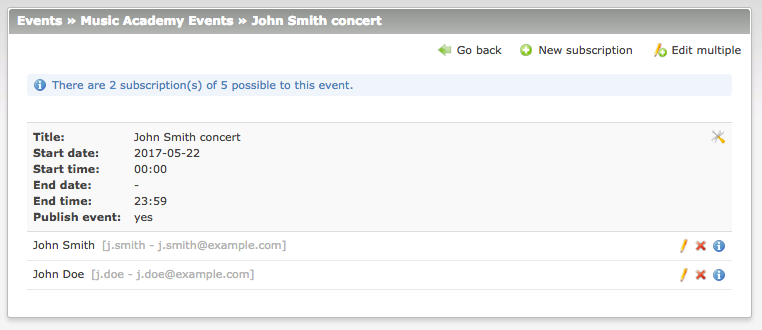 Events » Music Academy Events » John Smith concert
Go back New subscription Edit multiple
There are 2 subscription(s) of 5 possible to this event.
Title: John Smith concert
Start date: 2017-05-22
Start time: 00:00
End date: -
End time: 23:59
Publish event: yes
John Smith [j.smith - j.smith@example.com]
John Doe [j.doe - j.doe@example.com]